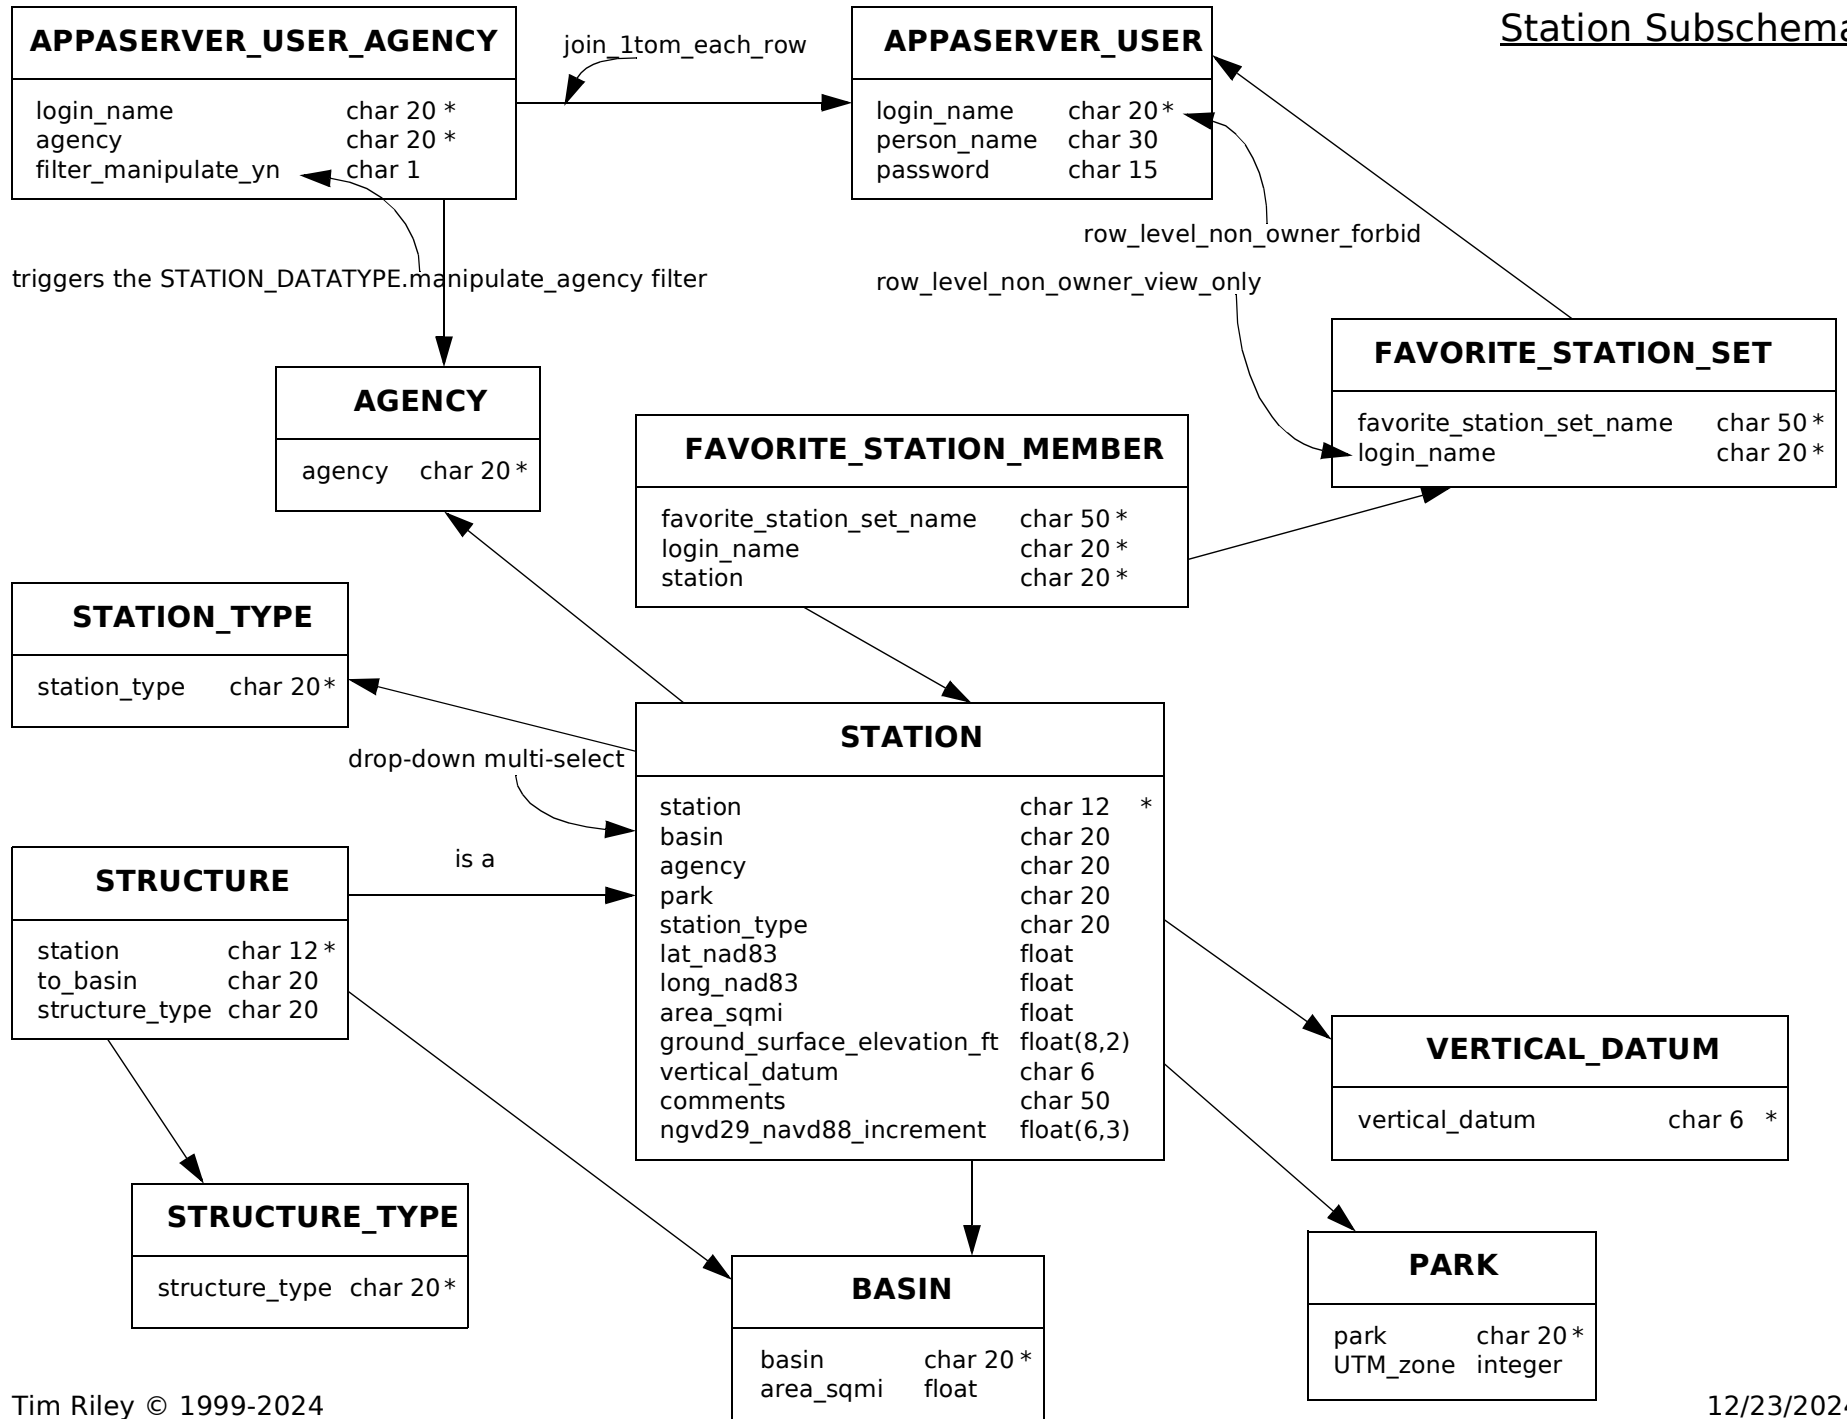 Station Subschema
APPASERVER_USER_AGENCY
login_name char 20 *
agency char 20 *
filter_manipulate_yn char 1
join_1tom_each_row
APPASERVER_USER
login_name char 20 *
person_name char 30
password char 15
triggers the STATION_DATATYPE.manipulate_agency filter
row_level_non_owner_forbid
row_level_non_owner_view_only
FAVORITE_STATION_SET
favorite_station_set_name char 50 *
login_name char 20 *
AGENCY
agency char 20 *
FAVORITE_STATION_MEMBER
favorite_station_set_name char 50 *
login_name char 20 *
station char 20 *
STATION_TYPE
station_type char 20 *
drop-down multi-select
STATION
station char 12 *
basin char 20
agency char 20
park char 20
station_type char 20
lat_nad83 float
long_nad83 float
area_sqmi float
ground_surface_elevation_ft float(8,2)
vertical_datum char 6
comments char 50
ngvd29_navd88_increment float(6,3)
is a
STRUCTURE
station char 12 *
to_basin char 20
structure_type char 20
VERTICAL_DATUM
vertical_datum char 6 *
STRUCTURE_TYPE
structure_type char 20 *
BASIN
basin char 20 *
area_sqmi float
PARK
park char 20 *
UTM_zone integer
Tim Riley © 1999-2024
12/23/2024